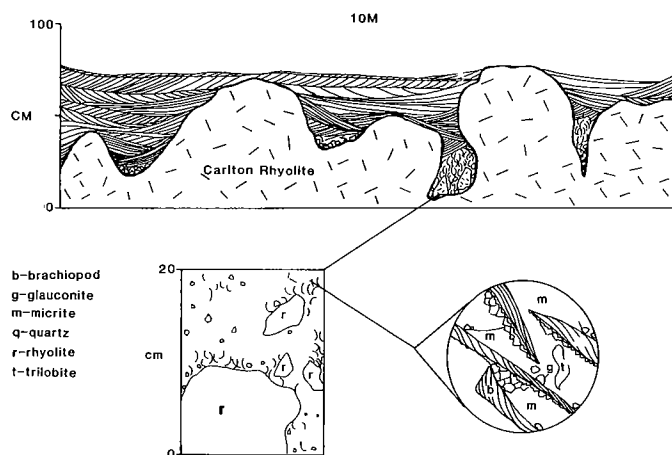 10M
100
CM
0
Carlton Rhyolite
b-brachiopod
g-glauconite
m-micrite
q-quartz
r-rhyolite
t-trilobite
20
cm
0
r
r
r
r
m
m
g
t
b
m